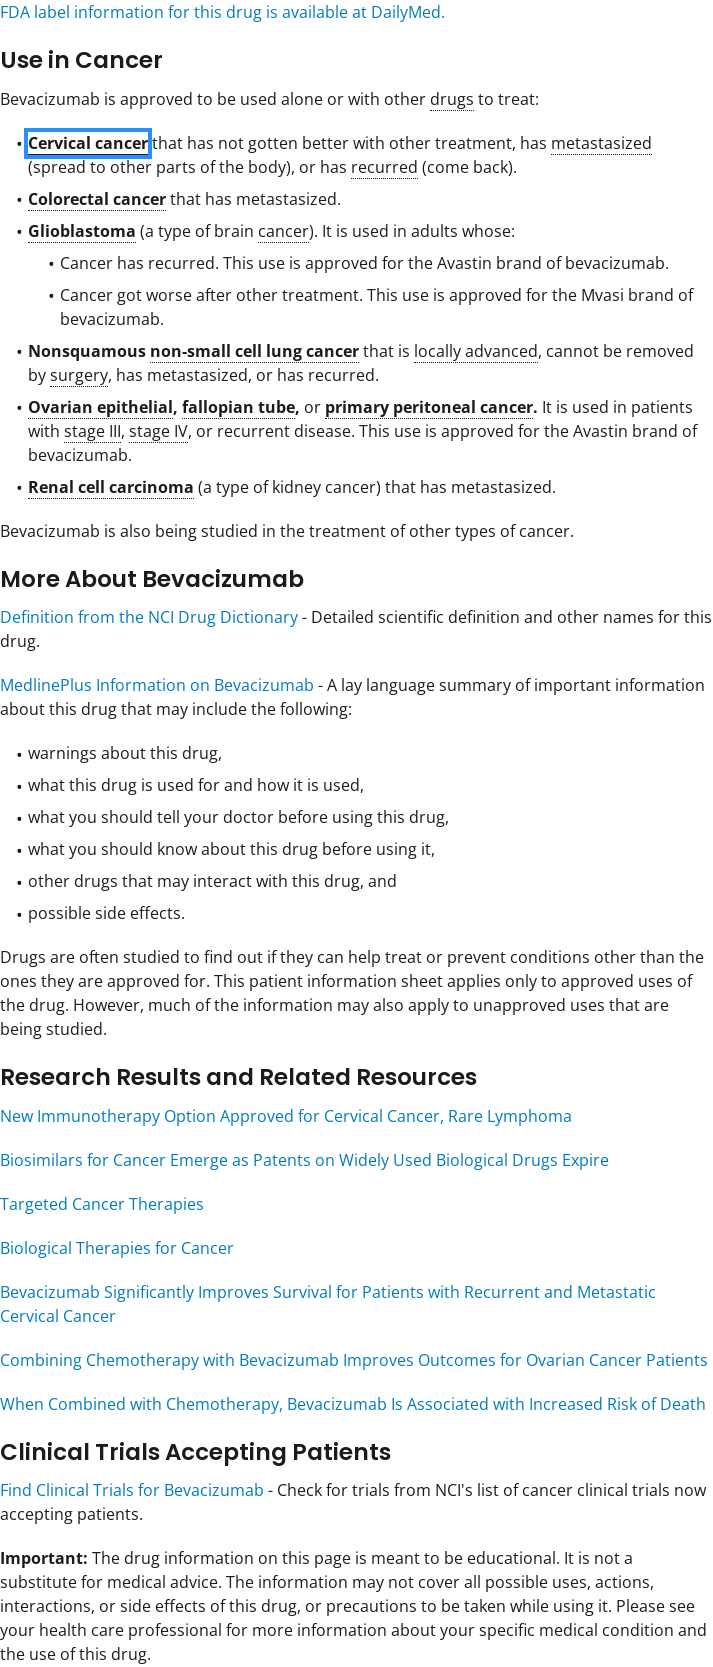 FDA label information for this drug is available at DailyMed.
Use in Cancer
Bevacizumab is approved to be used alone or with other drugs to treat:
• Cervical cancer that has not gotten better with other treatment, has metastasized
(spread to other parts of the body), or has recurred (come back).
• Colorectal cancer that has metastasized.
• Glioblastoma (a type of brain cancer). It is used in adults whose:
• Cancer has recurred. This use is approved for the Avastin brand of bevacizumab.
• Cancer got worse after other treatment. This use is approved for the Mvasi brand of
bevacizumab.
• Nonsquamous non-small cell lung cancer that is locally advanced, cannot be removed
by surgery, has metastasized, or has recurred.
• Ovarian epithelial, fallopian tube, or primary peritoneal cancer. It is used in patients
with stage III, stage IV, or recurrent disease. This use is approved for the Avastin brand of
bevacizumab.
• Renal cell carcinoma (a type of kidney cancer) that has metastasized.
Bevacizumab is also being studied in the treatment of other types of cancer.
More About Bevacizumab
Definition from the NCI Drug Dictionary - Detailed scientific definition and other names for this
drug.
MedlinePlus Information on Bevacizumab - A lay language summary of important information
about this drug that may include the following:
• warnings about this drug,
• what this drug is used for and how it is used,
• what you should tell your doctor before using this drug,
• what you should know about this drug before using it,
• other drugs that may interact with this drug, and
• possible side effects.
Drugs are often studied to find out if they can help treat or prevent conditions other than the
ones they are approved for. This patient information sheet applies only to approved uses of
the drug. However, much of the information may also apply to unapproved uses that are
being studied.
Research Results and Related Resources
New Immunotherapy Option Approved for Cervical Cancer, Rare Lymphoma
Biosimilars for Cancer Emerge as Patents on Widely Used Biological Drugs Expire
Targeted Cancer Therapies
Biological Therapies for Cancer
Bevacizumab Significantly Improves Survival for Patients with Recurrent and Metastatic
Cervical Cancer
Combining Chemotherapy with Bevacizumab Improves Outcomes for Ovarian Cancer Patients
When Combined with Chemotherapy, Bevacizumab Is Associated with Increased Risk of Death
Clinical Trials Accepting Patients
Find Clinical Trials for Bevacizumab - Check for trials from NCI's list of cancer clinical trials now
accepting patients.
Important: The drug information on this page is meant to be educational. It is not a
substitute for medical advice. The information may not cover all possible uses, actions,
interactions, or side effects of this drug, or precautions to be taken while using it. Please see
your health care professional for more information about your specific medical condition and
the use of this drug.